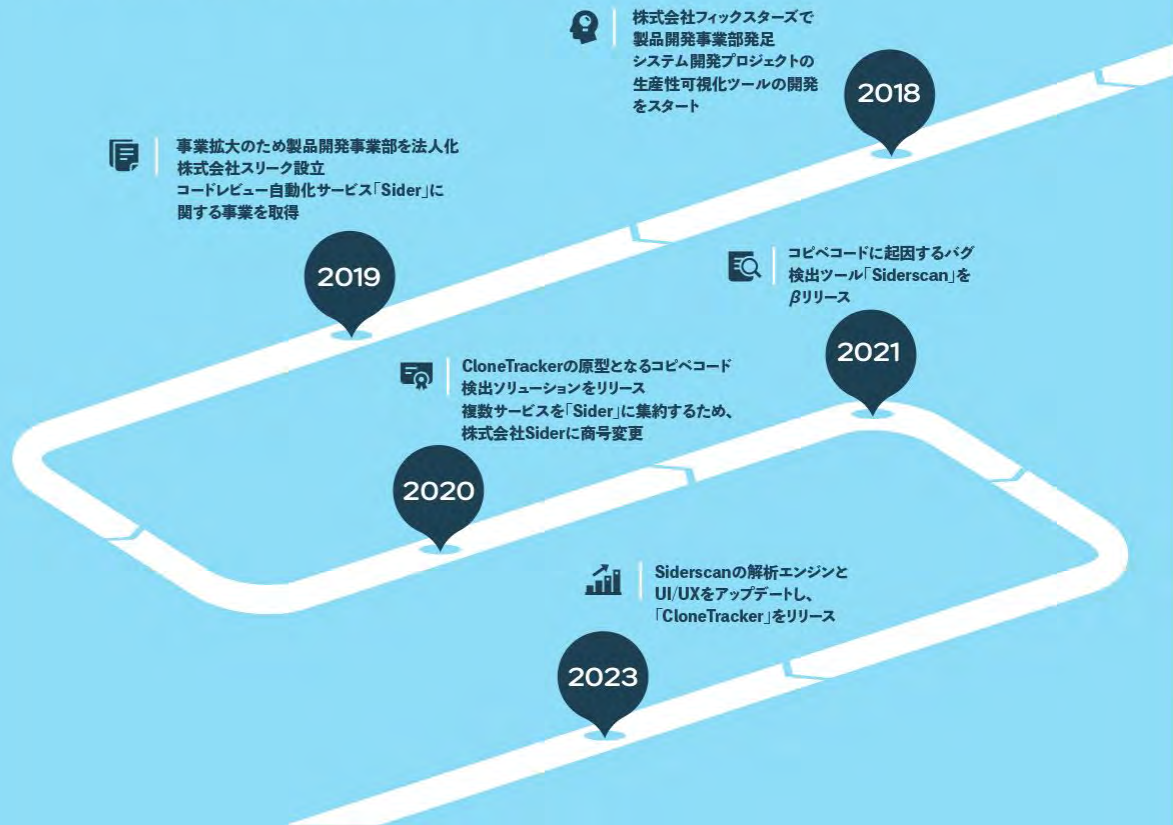 株式会社フィックスターズで
製品開発事業部発足
システム開発プロジェクトの
生産性可視化ツールの開発
をスタート
2018
事業拡大のため製品開発事業部を法人化
株式会社スリーク設立
コードレビュー自動化サービス「Sider」に
関する事業を取得
2019
CloneTrackerの原型となるコピペコード
検出ソリューションをリリース
複数サービスを「Sider」に集約するため、
株式会社Siderに商号変更
2020
コピペコードに起因するバグ
検出ツール「Siderscan」を
βリリース
2021
Siderscanの解析エンジンと
UI/UXをアップデートし、
「CloneTracker」をリリース
2023